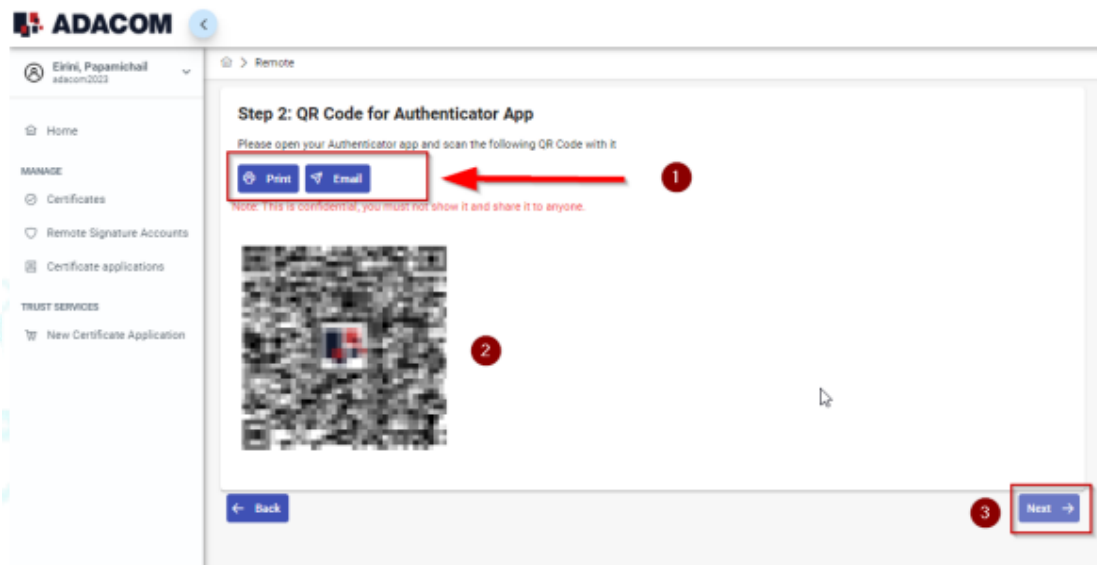 ADACOM
Eirini, Papamichail
adacom2023
Remote
Home
MANAGE
Certificates
Remote Signature Accounts
Certificate applications
TRUST SERVICES
New Certificate Application
Step 2: QR Code for Authenticator App
Please open your Authenticator app and scan the following QR Code with it
Print
Email
1
Note: This is confidential, you must not show it and share it to anyone.
2
Back
3
Next